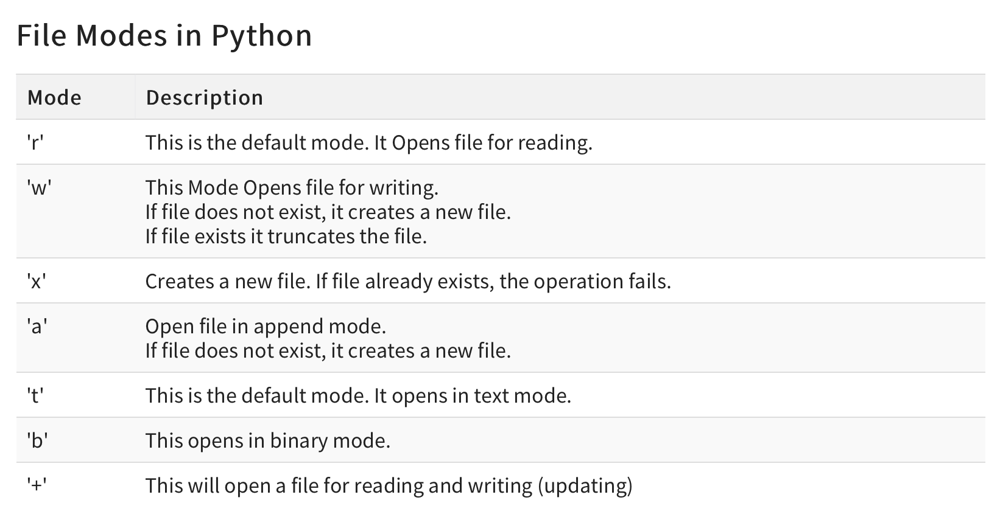 File Modes in Python
Mode Description
'r' This is the default mode. It Opens file for reading.
'w' This Mode Opens file for writing.
If file does not exist, it creates a new file.
If file exists it truncates the file.
'x' Creates a new file. If file already exists, the operation fails.
'a' Open file in append mode.
If file does not exist, it creates a new file.
't' This is the default mode. It opens in text mode.
'b' This opens in binary mode.
'+' This will open a file for reading and writing (updating)